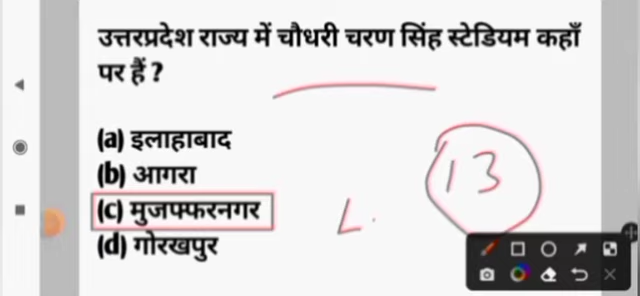 उत्तरप्रदेश राज्य में चौधरी चरण सिंह स्टेडियम कहाँ
पर हैं ?
(a) इलाहाबाद
(b) आगरा
(c) मुजफ्फरनगर
(d) गोरखपुर
L.
13